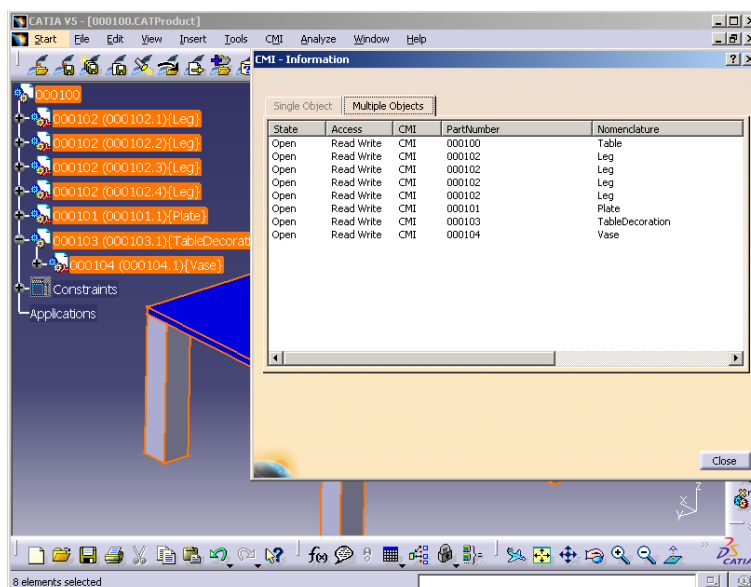 CATIA V5 - [000100.CATProduct]
Start File Edit View Insert Tools CMI Analyze Window Help
CMI - Information
000100
000102 (000102.1){Leg}
000102 (000102.2){Leg}
000102 (000102.3){Leg}
000102 (000102.4){Leg}
000101 (000101.1){Plate}
000103 (000103.1){TableDecorati
000104 (000104.1){Vase}
Constraints
Applications
Single Object Multiple Objects
State Access CMI PartNumber Nomenclature
Open Read Write CMI 000100 Table
Open Read Write CMI 000102 Leg
Open Read Write CMI 000102 Leg
Open Read Write CMI 000102 Leg
Open Read Write CMI 000102 Leg
Open Read Write CMI 000101 Plate
Open Read Write CMI 000103 TableDecoration
Open Read Write CMI 000104 Vase
Close
z
x
y
f(x)
CATIA
8 elements selected